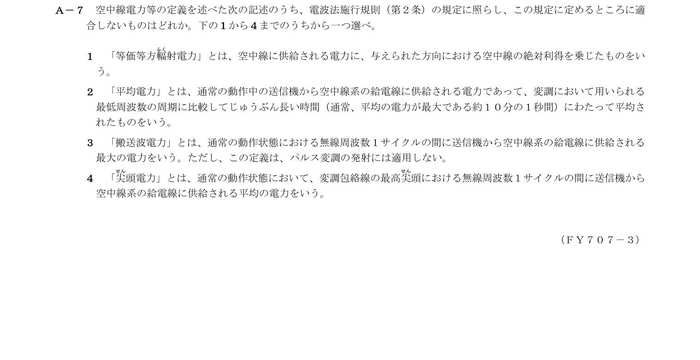 A－7 空中線電力等の定義を述べた次の記述のうち、電波法施行規則（第２条）の規定に照らし、この規定に定めるところに適
合しないものはどれか。下の1から4までのうちから一つ選べ。
1 「等価等方輻射電力」とは、空中線に供給される電力に、与えられた方向における空中線の絶対利得を乗じたものをい
う。
2 「平均電力」とは、通常の動作中の送信機から空中線系の給電線に供給される電力であって、変調において用いられる
最低周波数の周期に比較してじゅうぶん長い時間（通常、平均の電力が最大である約１０分の１秒間）にわたって平均さ
れたものをいう。
3 「搬送波電力」とは、通常の動作状態における無線周波数１サイクルの間に送信機から空中線系の給電線に供給される
最大の電力をいう。ただし、この定義は、パルス変調の発射には適用しない。
4 「尖頭電力」とは、通常の動作状態において、変調包絡線の最高尖頭における無線周波数１サイクルの間に送信機から
空中線系の給電線に供給される平均の電力をいう。
（ＦＹ７０７－３）